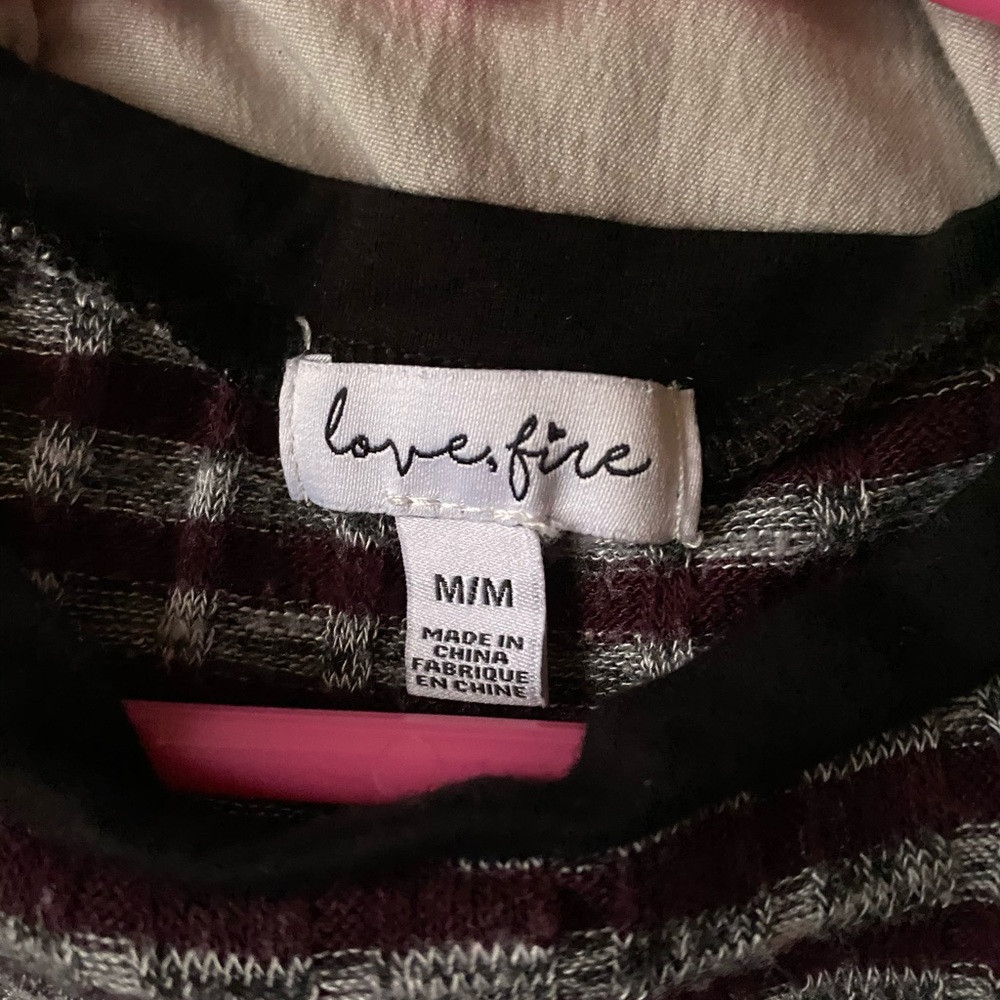 love, fire
M/M
MADE IN
CHINA
FABRIQUE
EN CHINE